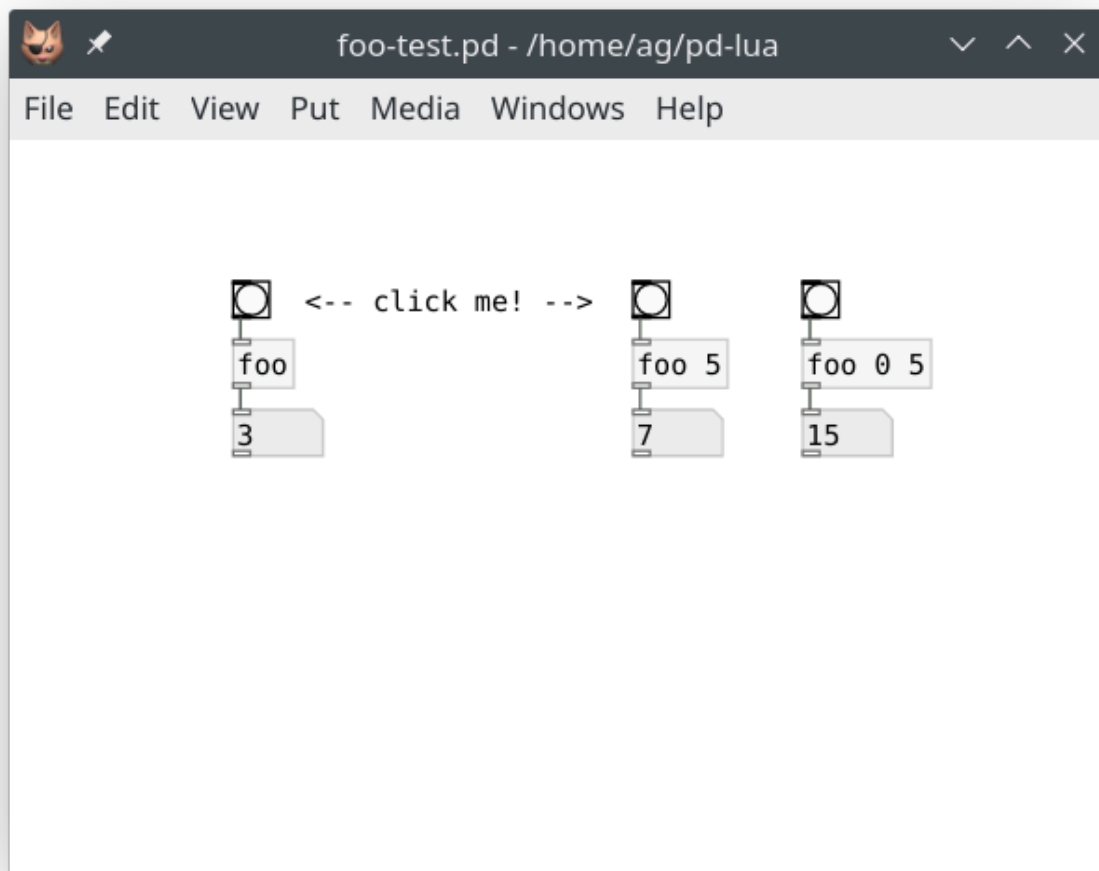 foo-test.pd - /home/ag/pd-lua
File Edit View Put Media Windows Help
<-- click me! -->
foo foo 5 foo 0 5
3 7 15